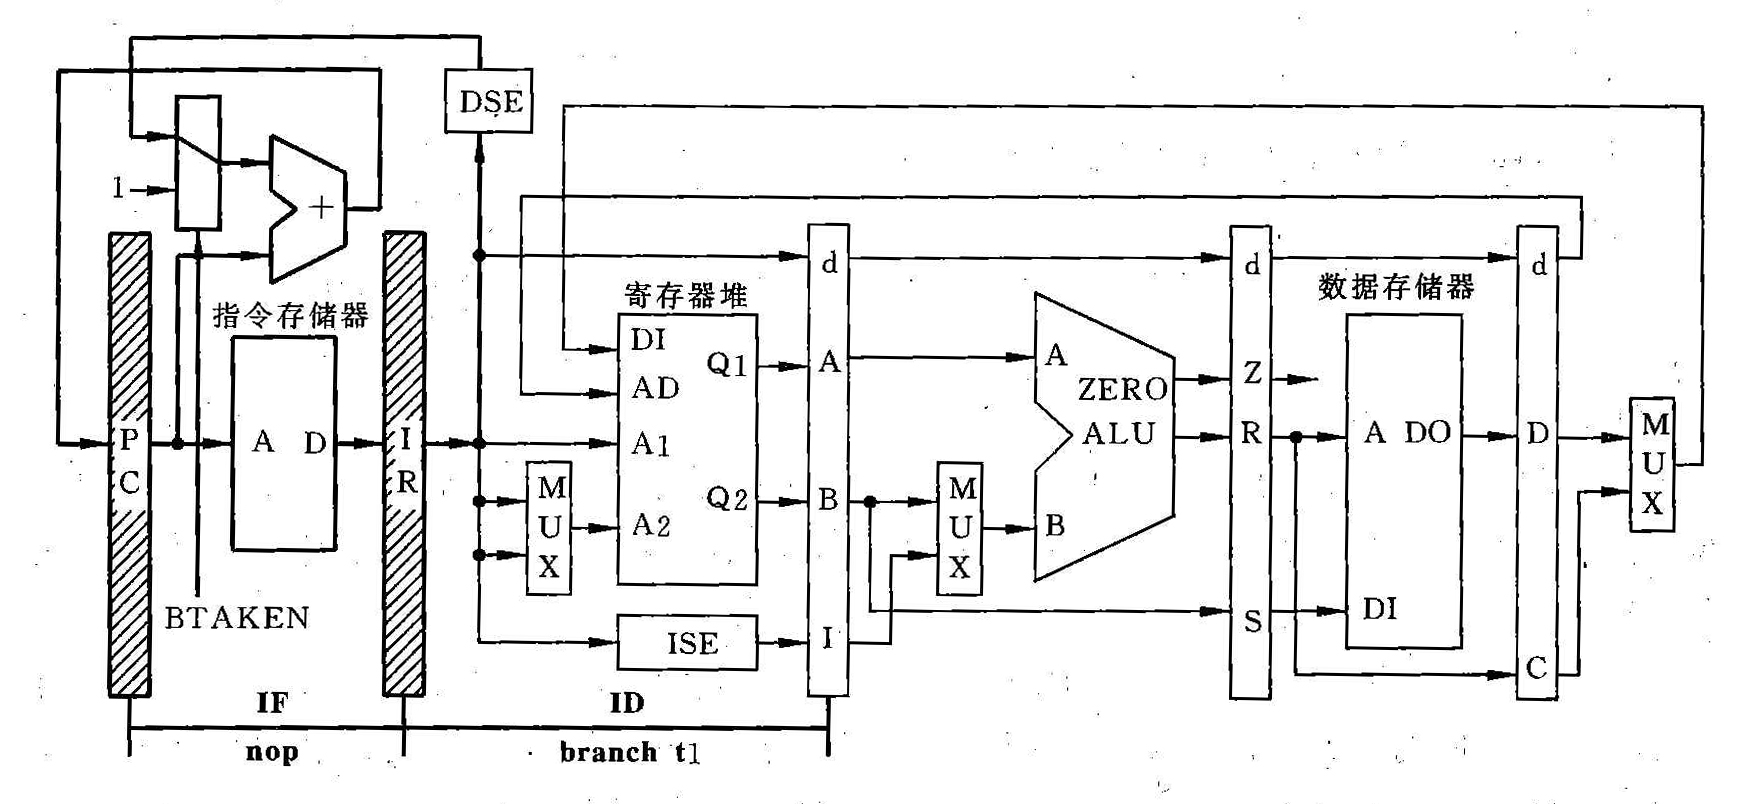 DSE
1
+
BTAKEN
指令存储器
A D
P
C
I
R
M
U
X
寄存器堆
DI
AD
A1
A2
Q1
Q2
ISE
d
A
B
I
M
U
X
A
B
ZERO
ALU
d
Z
R
S
数据存储器
A DO
DI
d
D
C
M
U
X
IF
ID
nop
branch t1